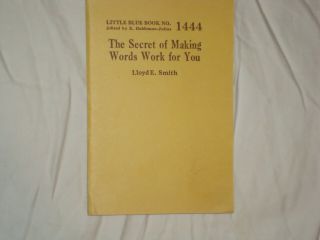 LITTLE BLUE BOOK NO. 1444
Edited by E. Haldeman-Julius
The Secret of Making
Words Work for You
Lloyd E. Smith